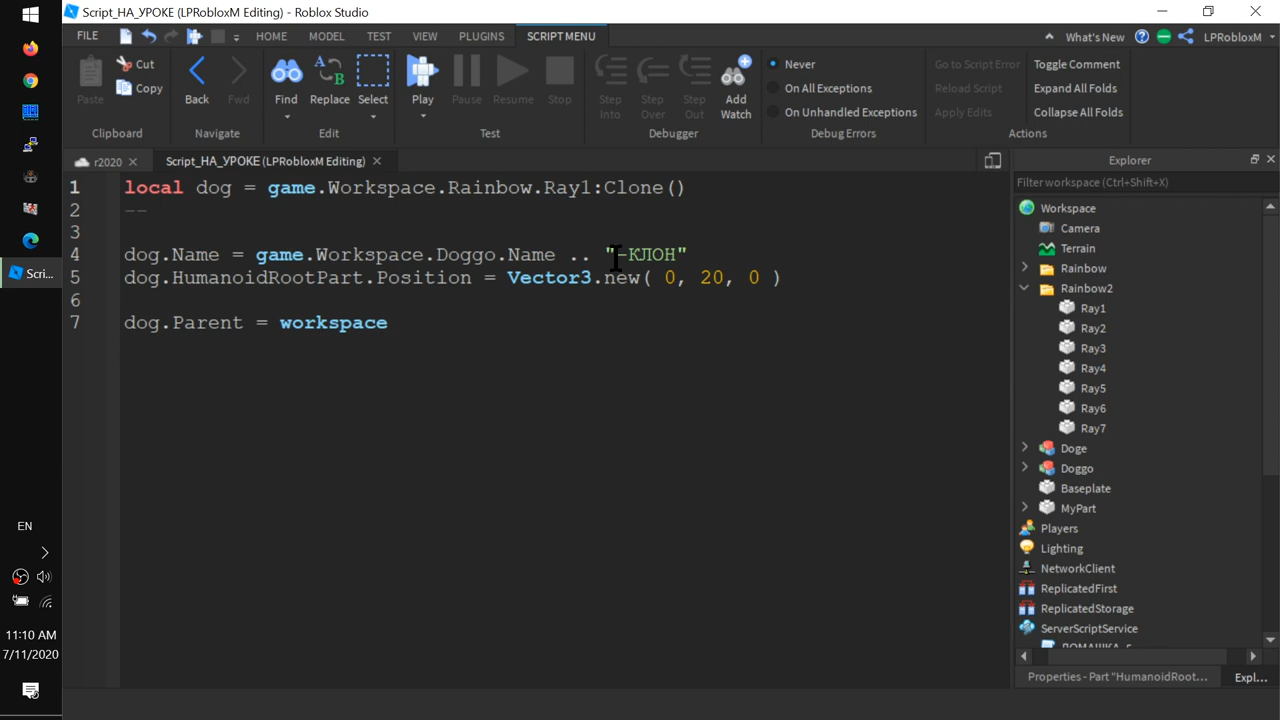 Script_НА_УРОКЕ (LPRobloxM Editing) - Roblox Studio
FILE HOME MODEL TEST VIEW PLUGINS SCRIPT MENU What's New LPRobloxM
Paste Cut Copy Back Fwd Find Replace Select Play Pause Resume Stop Step Into Step Over Step Out Add Watch
Never
On All Exceptions
On Unhandled Exceptions
Go to Script Error
Reload Script
Apply Edits
Toggle Comment
Expand All Folds
Collapse All Folds
Clipboard Navigate Edit Test Debugger Debug Errors Actions
r2020 Script_НА_УРОКЕ (LPRobloxM Editing)
1 local dog = game.Workspace.Rainbow.Ray1:Clone()
2 --
3
4 dog.Name = game.Workspace.Doggo.Name .. "-КЛОН"
5 dog.HumanoidRootPart.Position = Vector3.new( 0, 20, 0 )
6
7 dog.Parent = workspace
Explorer
Filter workspace (Ctrl+Shift+X)
Workspace
Camera
Terrain
Rainbow
Rainbow2
Ray1
Ray2
Ray3
Ray4
Ray5
Ray6
Ray7
Doge
Doggo
Baseplate
MyPart
Players
Lighting
NetworkClient
ReplicatedFirst
ReplicatedStorage
ServerScriptService
Properties - Part "HumanoidRoot... Expl...
Scri...
EN
11:10 AM
7/11/2020